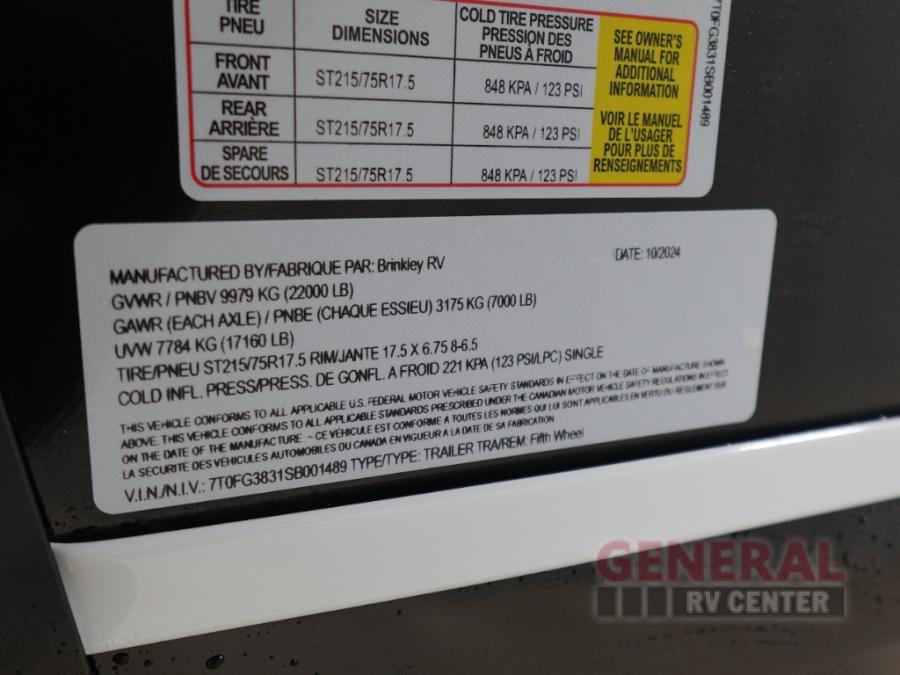 TIRE
PNEU
SIZE
DIMENSIONS
COLD TIRE PRESSURE
PRESSION DES
PNEUS À FROID
FRONT
AVANT
ST215/75R17.5
848 KPA / 123 PSI
REAR
ARRIÈRE
ST215/75R17.5
848 KPA / 123 PSI
SPARE
DE SECOURS
ST215/75R17.5
848 KPA / 123 PSI
SEE OWNER'S
MANUAL FOR
ADDITIONAL
INFORMATION
VOIR LE MANUEL
DE L'USAGER
POUR PLUS DE
RENSEIGNEMENTS
7T0FG3831SB001489
MANUFACTURED BY/FABRIQUE PAR: Brinkley RV
DATE: 10/2024
GVWR / PNBV 9979 KG (22000 LB)
GAWR (EACH AXLE) / PNBE (CHAQUE ESSIEU) 3175 KG (7000 LB)
UVW 7784 KG (17160 LB)
TIRE/PNEU ST215/75R17.5 RIM/JANTE 17.5 X 6.75 8-6.5
COLD INFL. PRESS/PRESS. DE GONFL. A FROID 221 KPA (123 PSI/LPC) SINGLE
THIS VEHICLE CONFORMS TO ALL APPLICABLE U.S. FEDERAL MOTOR VEHICLE SAFETY STANDARDS IN EFFECT ON THE DATE OF MANUFACTURE SHOWN
ABOVE. THIS VEHICLE CONFORMS TO ALL APPLICABLE STANDARDS PRESCRIBED UNDER THE CANADIAN MOTOR VEHICLE SAFETY REGULATIONS IN EFFECT
ON THE DATE OF THE MANUFACTURE. ~ CE VÉHICULE EST CONFORME A TOUTES LES NORMES QUI LUI SONT APPLICABLES EN VERTU DU REGLEMENT SUR
LA SÉCURITÉ DES VÉHICULES AUTOMOBILES DU CANADA EN VIGUEUR A LA DATE DE SA FABRICATION
V.I.N./N.I.V.: 7T0FG3831SB001489 TYPE/TYPE: TRAILER TRA/REM: Fifth Wheel
GENERAL
RV CENTER